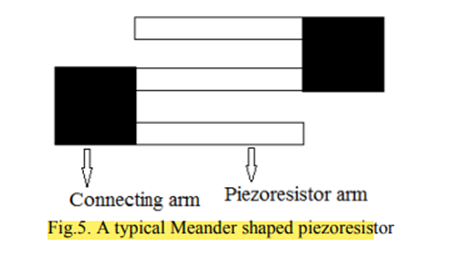 Connecting arm Piezoresistor arm
Fig.5. A typical Meander shaped piezoresistor